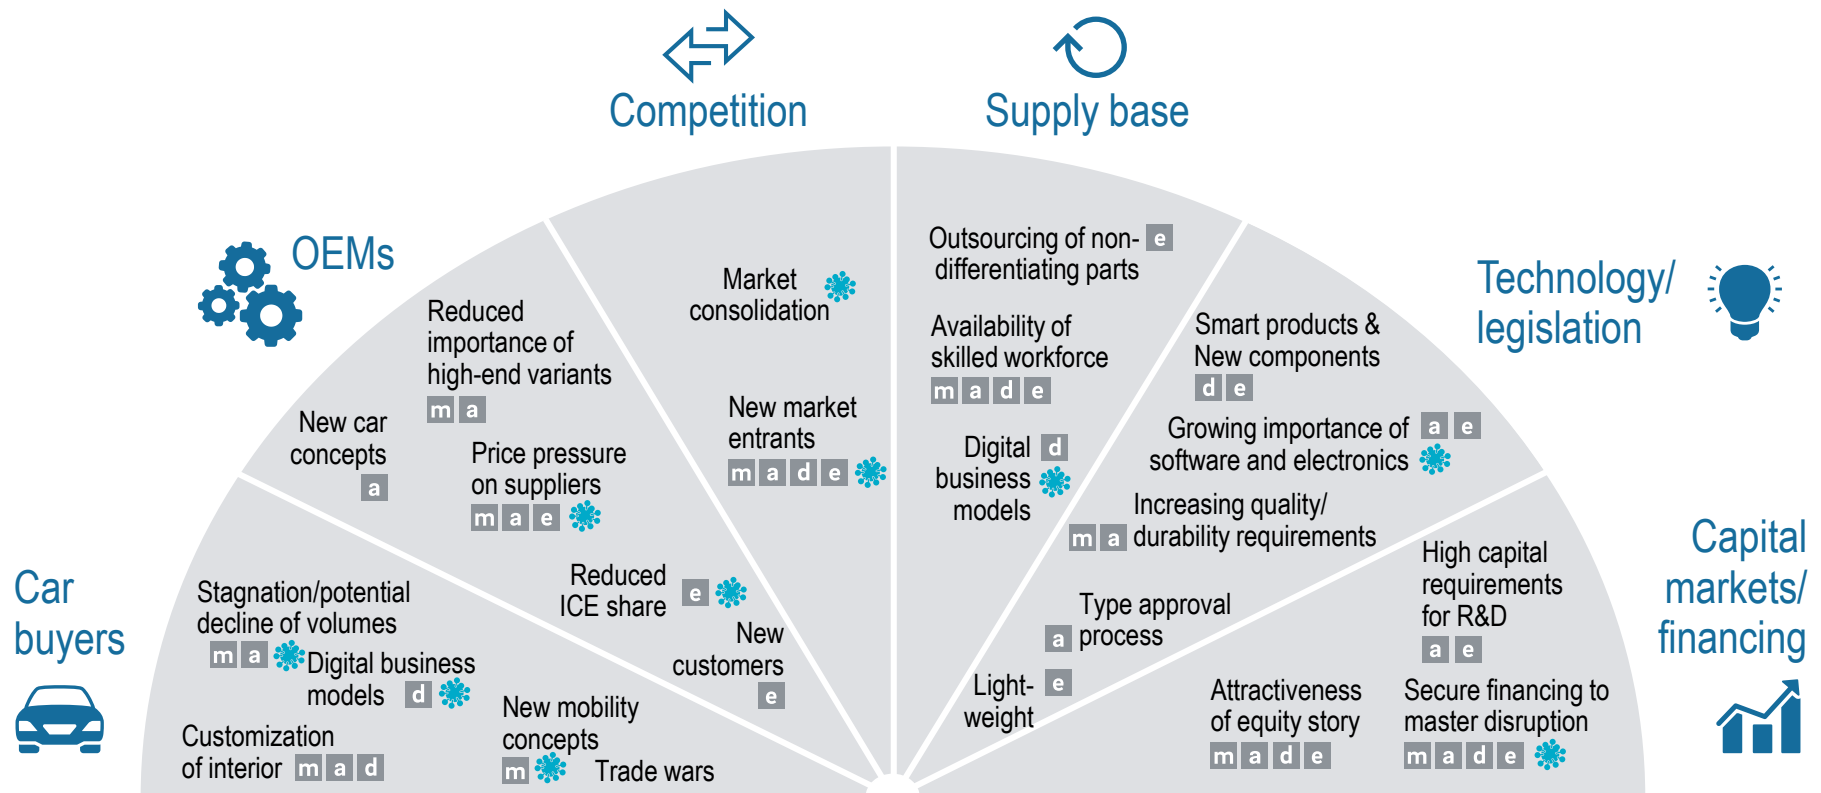 Competition
Supply base
OEMs
Technology/
legislation
Car
buyers
Capital
markets/
financing
Stagnation/potential
decline of volumes
m a
Digital business
models d
Customization
of interior m a d
New mobility
concepts
m
Trade wars
New car
concepts
a
Reduced
importance of
high-end variants
m a
Price pressure
on suppliers
m a e
Reduced
ICE share e
New
customers
e
Market
consolidation
New market
entrants
m a d e
Outsourcing of non- e
differentiating parts
Availability of
skilled workforce
m a d e
Digital d
business
models
Smart products &
New components
d e
Growing importance of a e
software and electronics
Increasing quality/
m a durability requirements
Type approval
a process
Light- e
weight
High capital
requirements
for R&D
a e
Attractiveness
of equity story
m a d e
Secure financing to
master disruption
m a d e